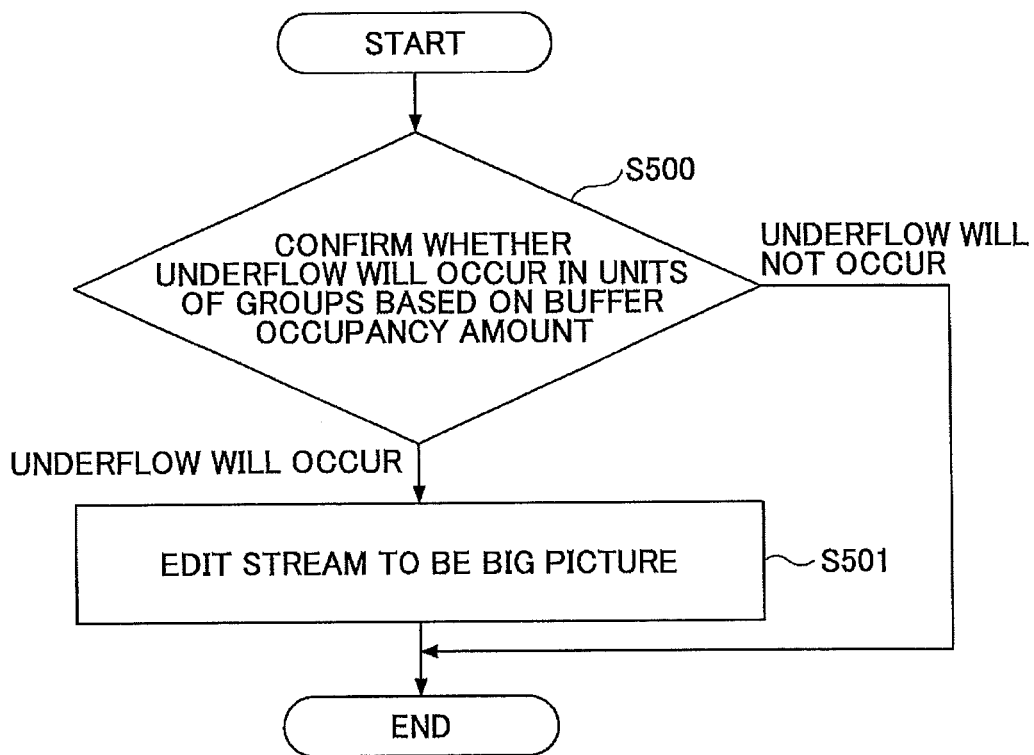 START
S500
CONFIRM WHETHER
UNDERFLOW WILL OCCUR IN UNITS
OF GROUPS BASED ON BUFFER
OCCUPANCY AMOUNT
UNDERFLOW WILL
NOT OCCUR
UNDERFLOW WILL OCCUR
EDIT STREAM TO BE BIG PICTURE
S501
END